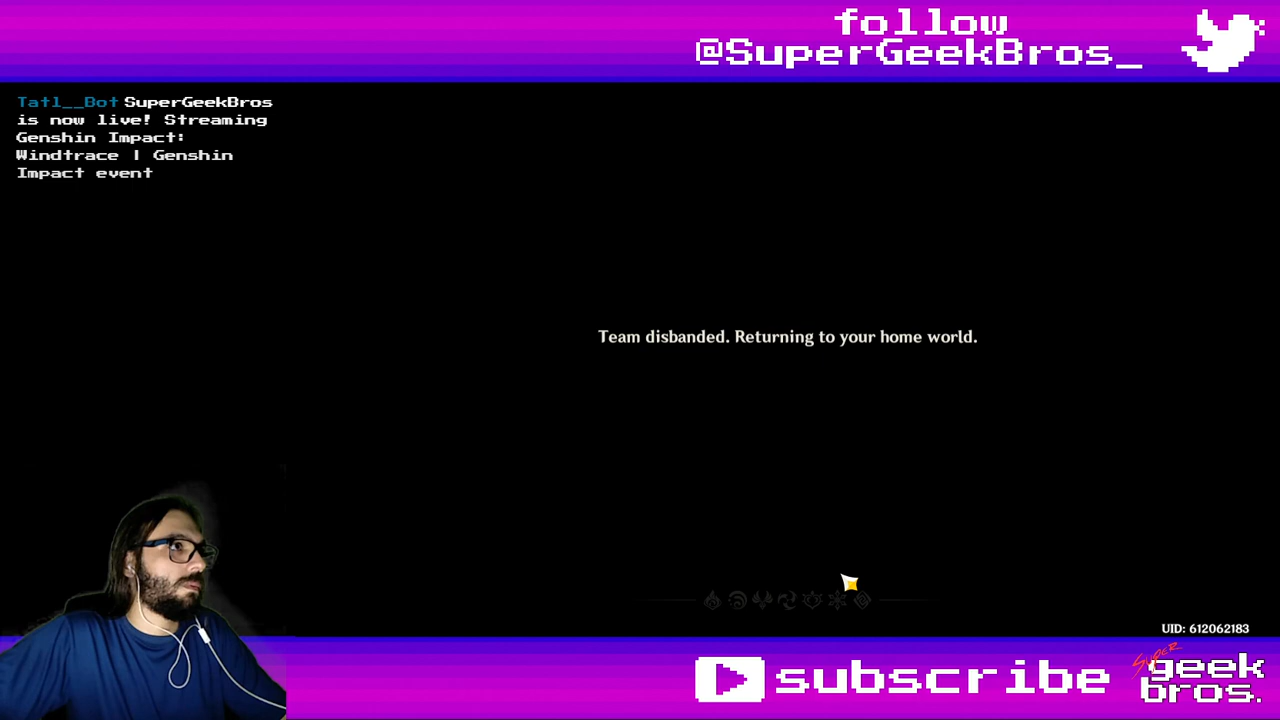 follow
@SuperGeekBros_
Tatl__Bot SuperGeekBros
is now live! Streaming
Genshin Impact:
Windtrace | Genshin
Impact event
Team disbanded. Returning to your home world.
UID: 612062183
subscribe
SUPER
geek
bros.